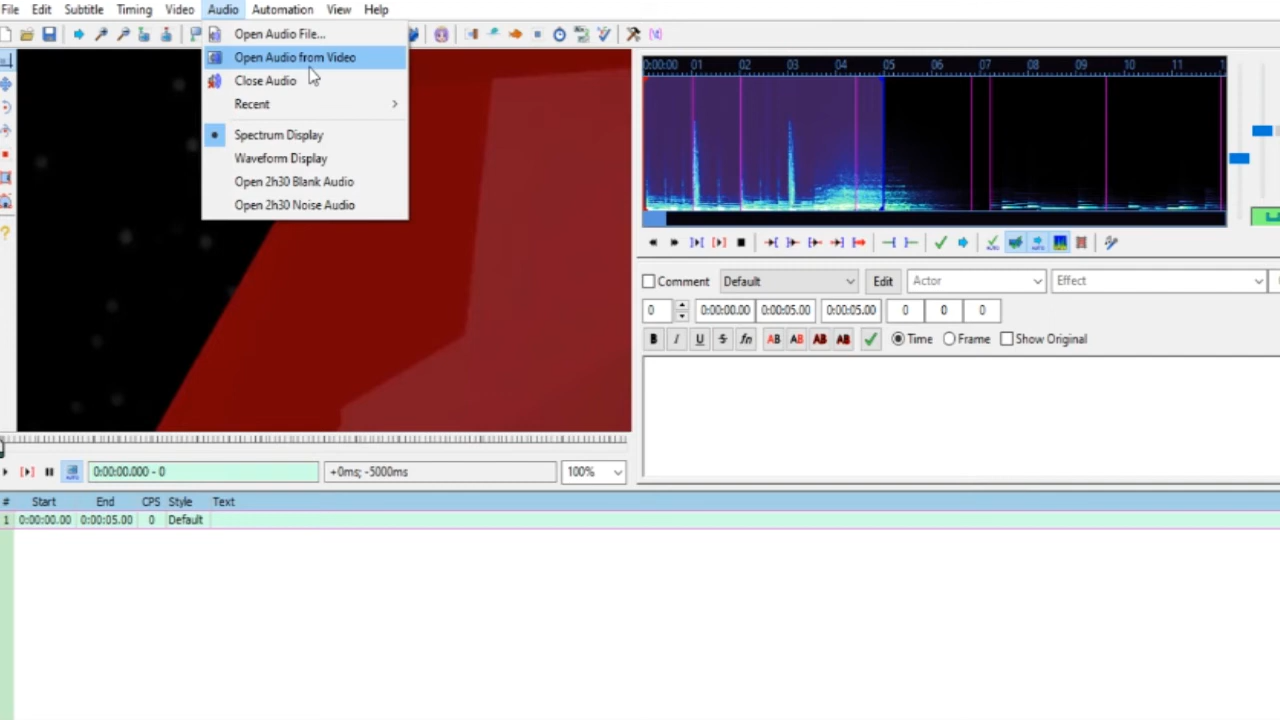 File Edit Subtitle Timing Video Audio Automation View Help
Open Audio File...
Open Audio from Video
Close Audio
Recent
Spectrum Display
Waveform Display
Open 2h30 Blank Audio
Open 2h30 Noise Audio
0:00:00 01 02 03 04 05 06 07 08 09 10 11 1
Comment Default Edit Actor Effect
0 0:00:00.00 0:00:05.00 0:00:05.00 0 0 0
B I U S fn AB AB AB AB Time Frame Show Original
AUTO 0:00:00.000 - 0 +0ms; -5000ms 100%
# Start End CPS Style Text
1 0:00:00.00 0:00:05.00 0 Default